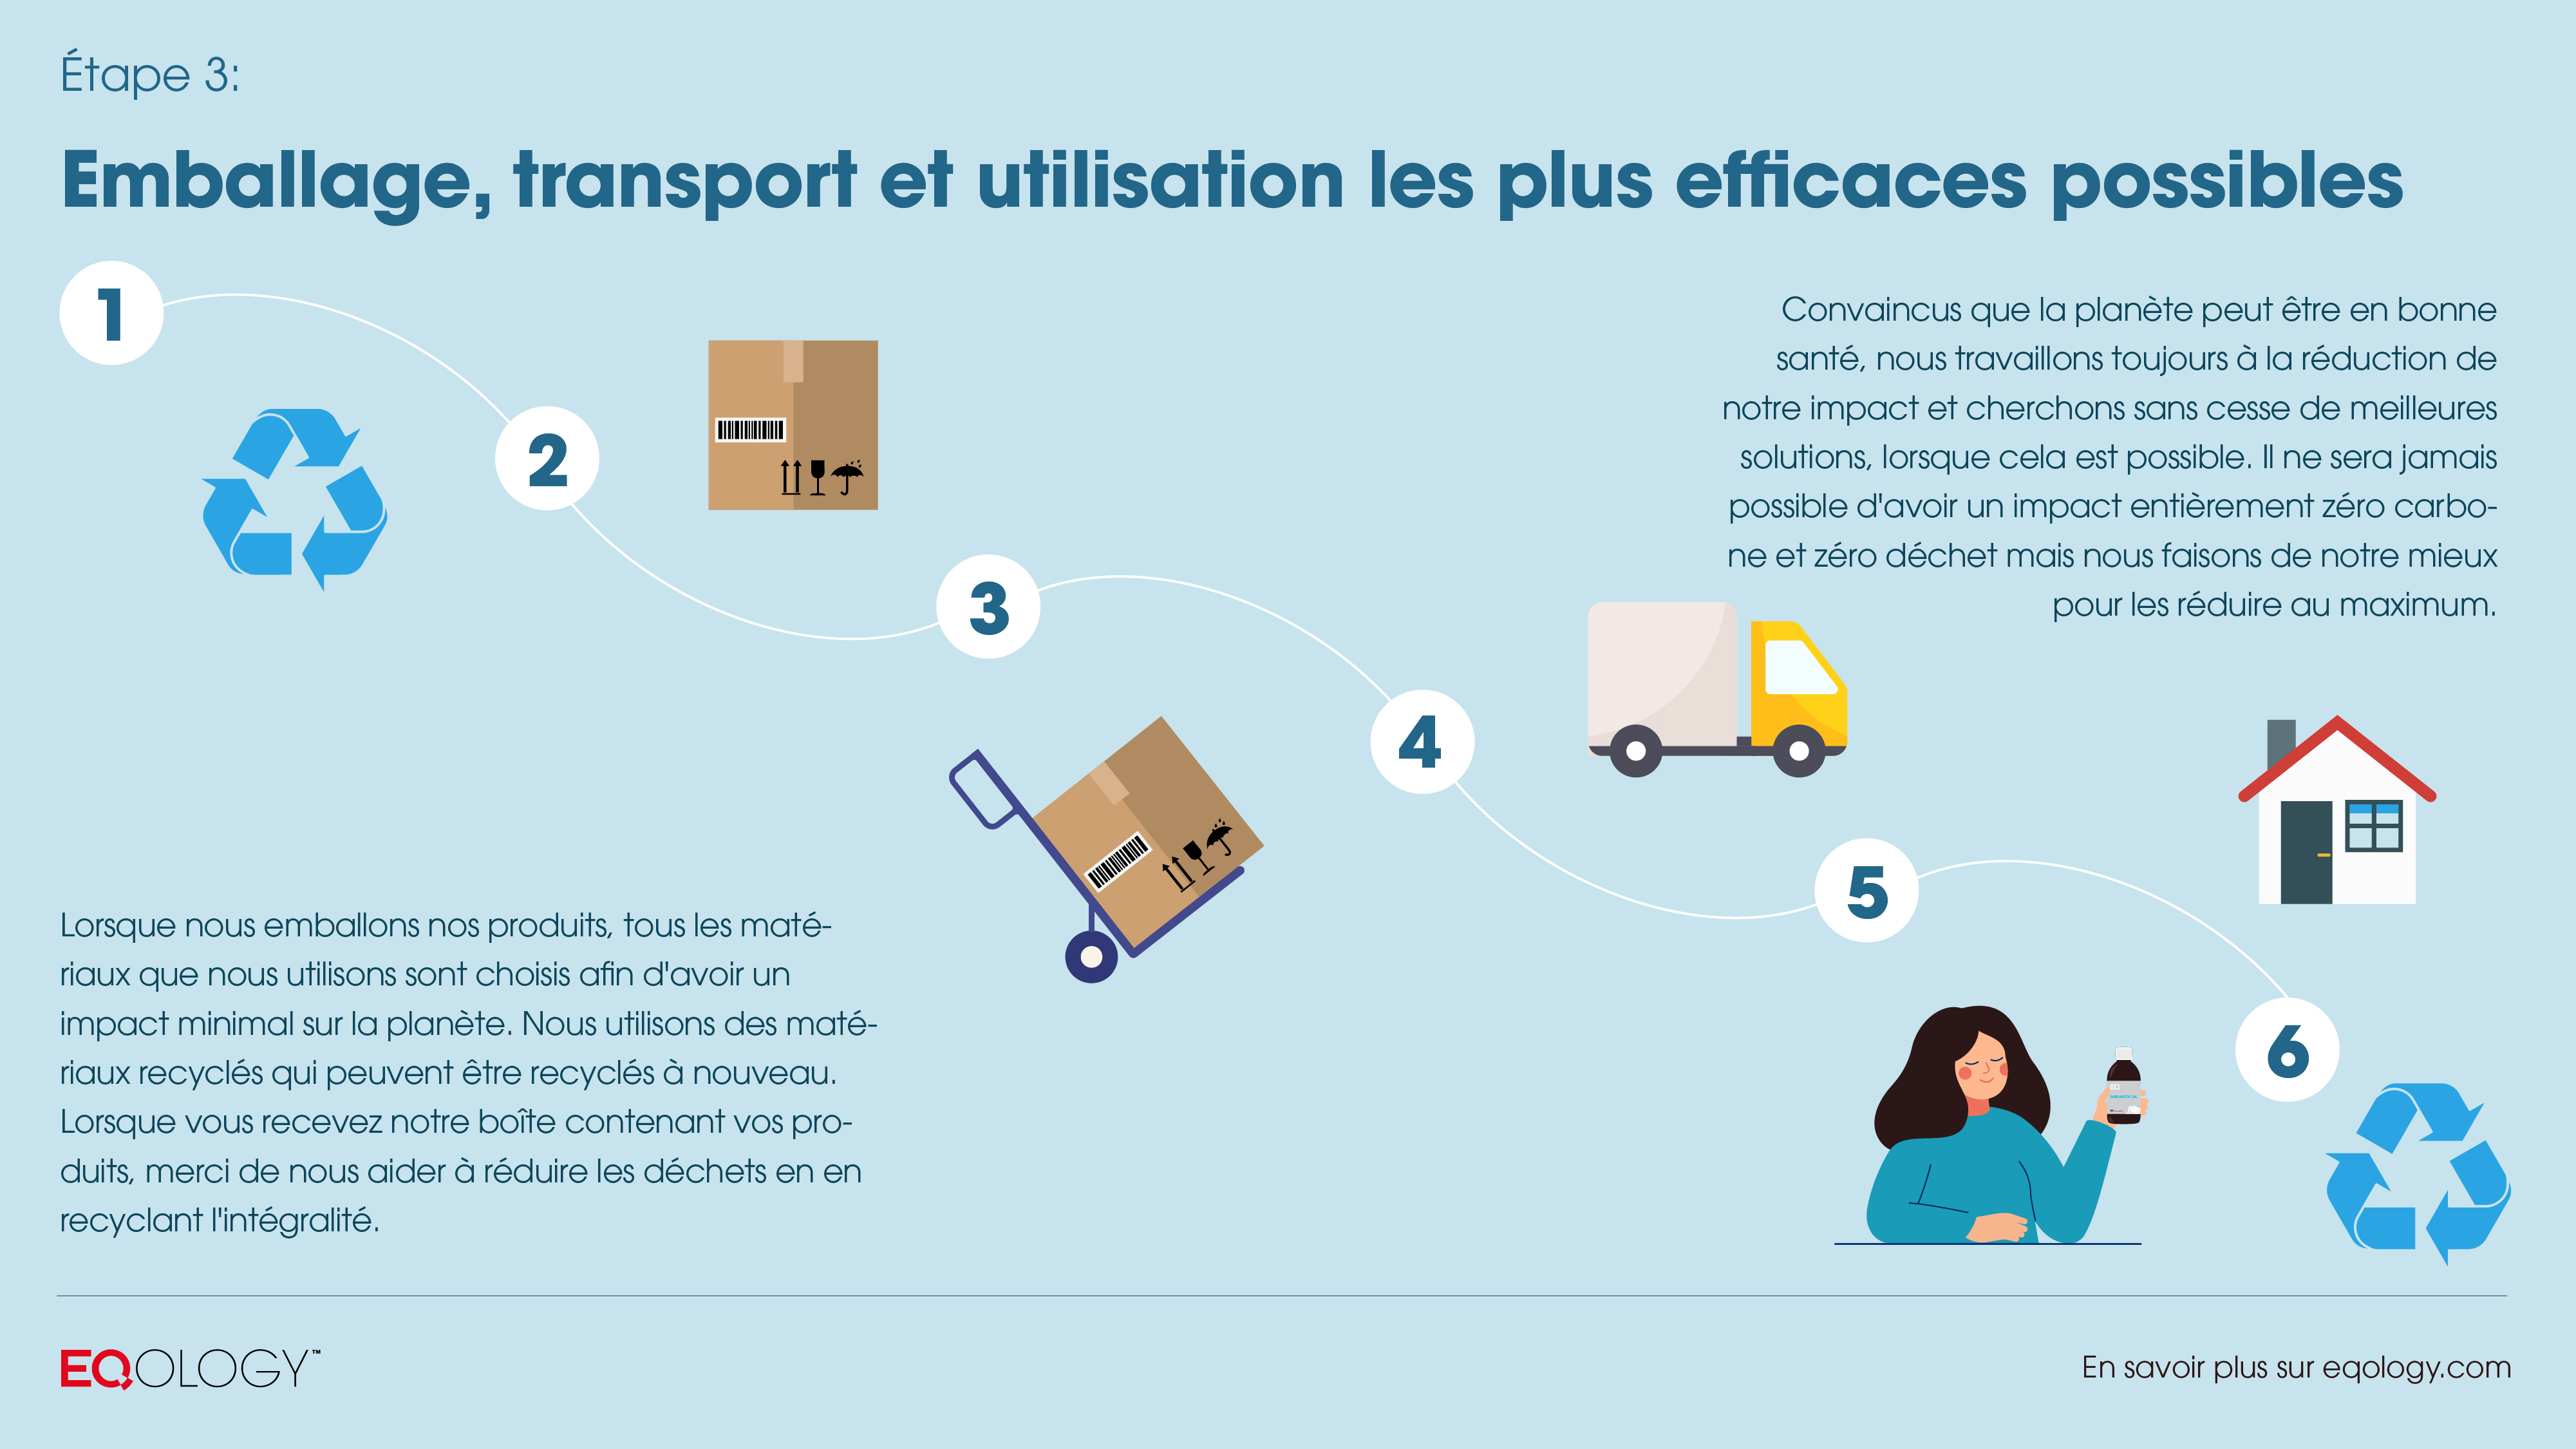 Étape 3:
Emballage, transport et utilisation les plus efficaces possibles
1
2
3
4
5
6
Convaincus que la planète peut être en bonne
santé, nous travaillons toujours à la réduction de
notre impact et cherchons sans cesse de meilleures
solutions, lorsque cela est possible. Il ne sera jamais
possible d'avoir un impact entièrement zéro carbo-
ne et zéro déchet mais nous faisons de notre mieux
pour les réduire au maximum.
Lorsque nous emballons nos produits, tous les maté-
riaux que nous utilisons sont choisis afin d'avoir un
impact minimal sur la planète. Nous utilisons des maté-
riaux recyclés qui peuvent être recyclés à nouveau.
Lorsque vous recevez notre boîte contenant vos pro-
duits, merci de nous aider à réduire les déchets en en
recyclant l'intégralité.
EQOLOGY™
En savoir plus sur eqology.com